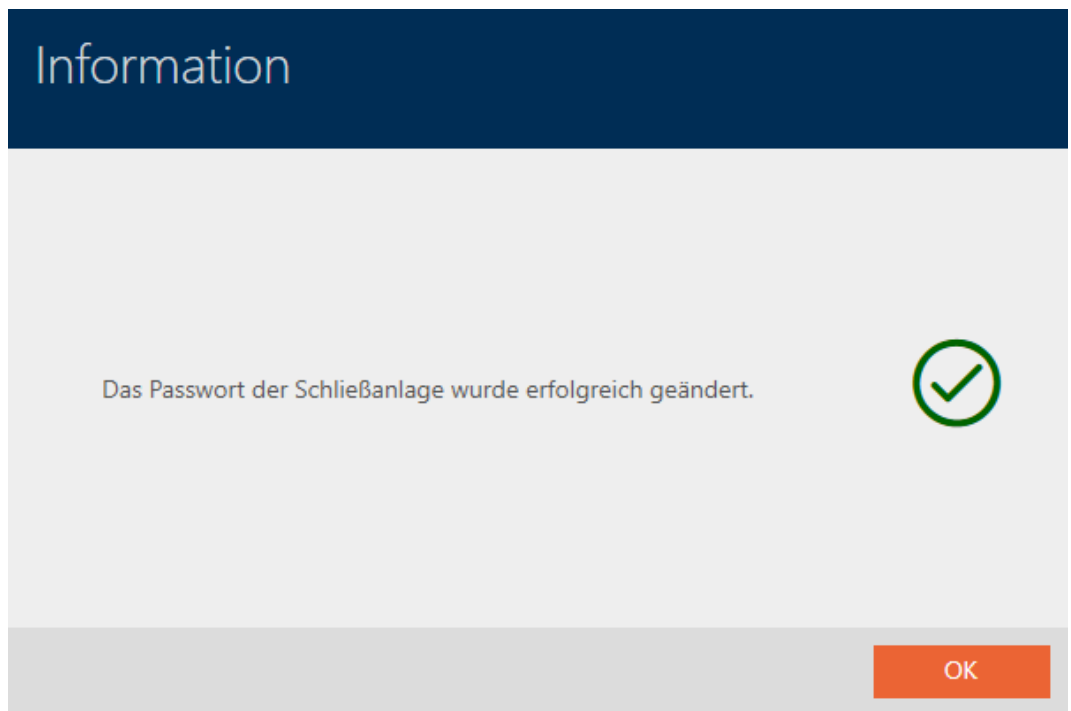 Information
Das Passwort der Schließanlage wurde erfolgreich geändert.
OK